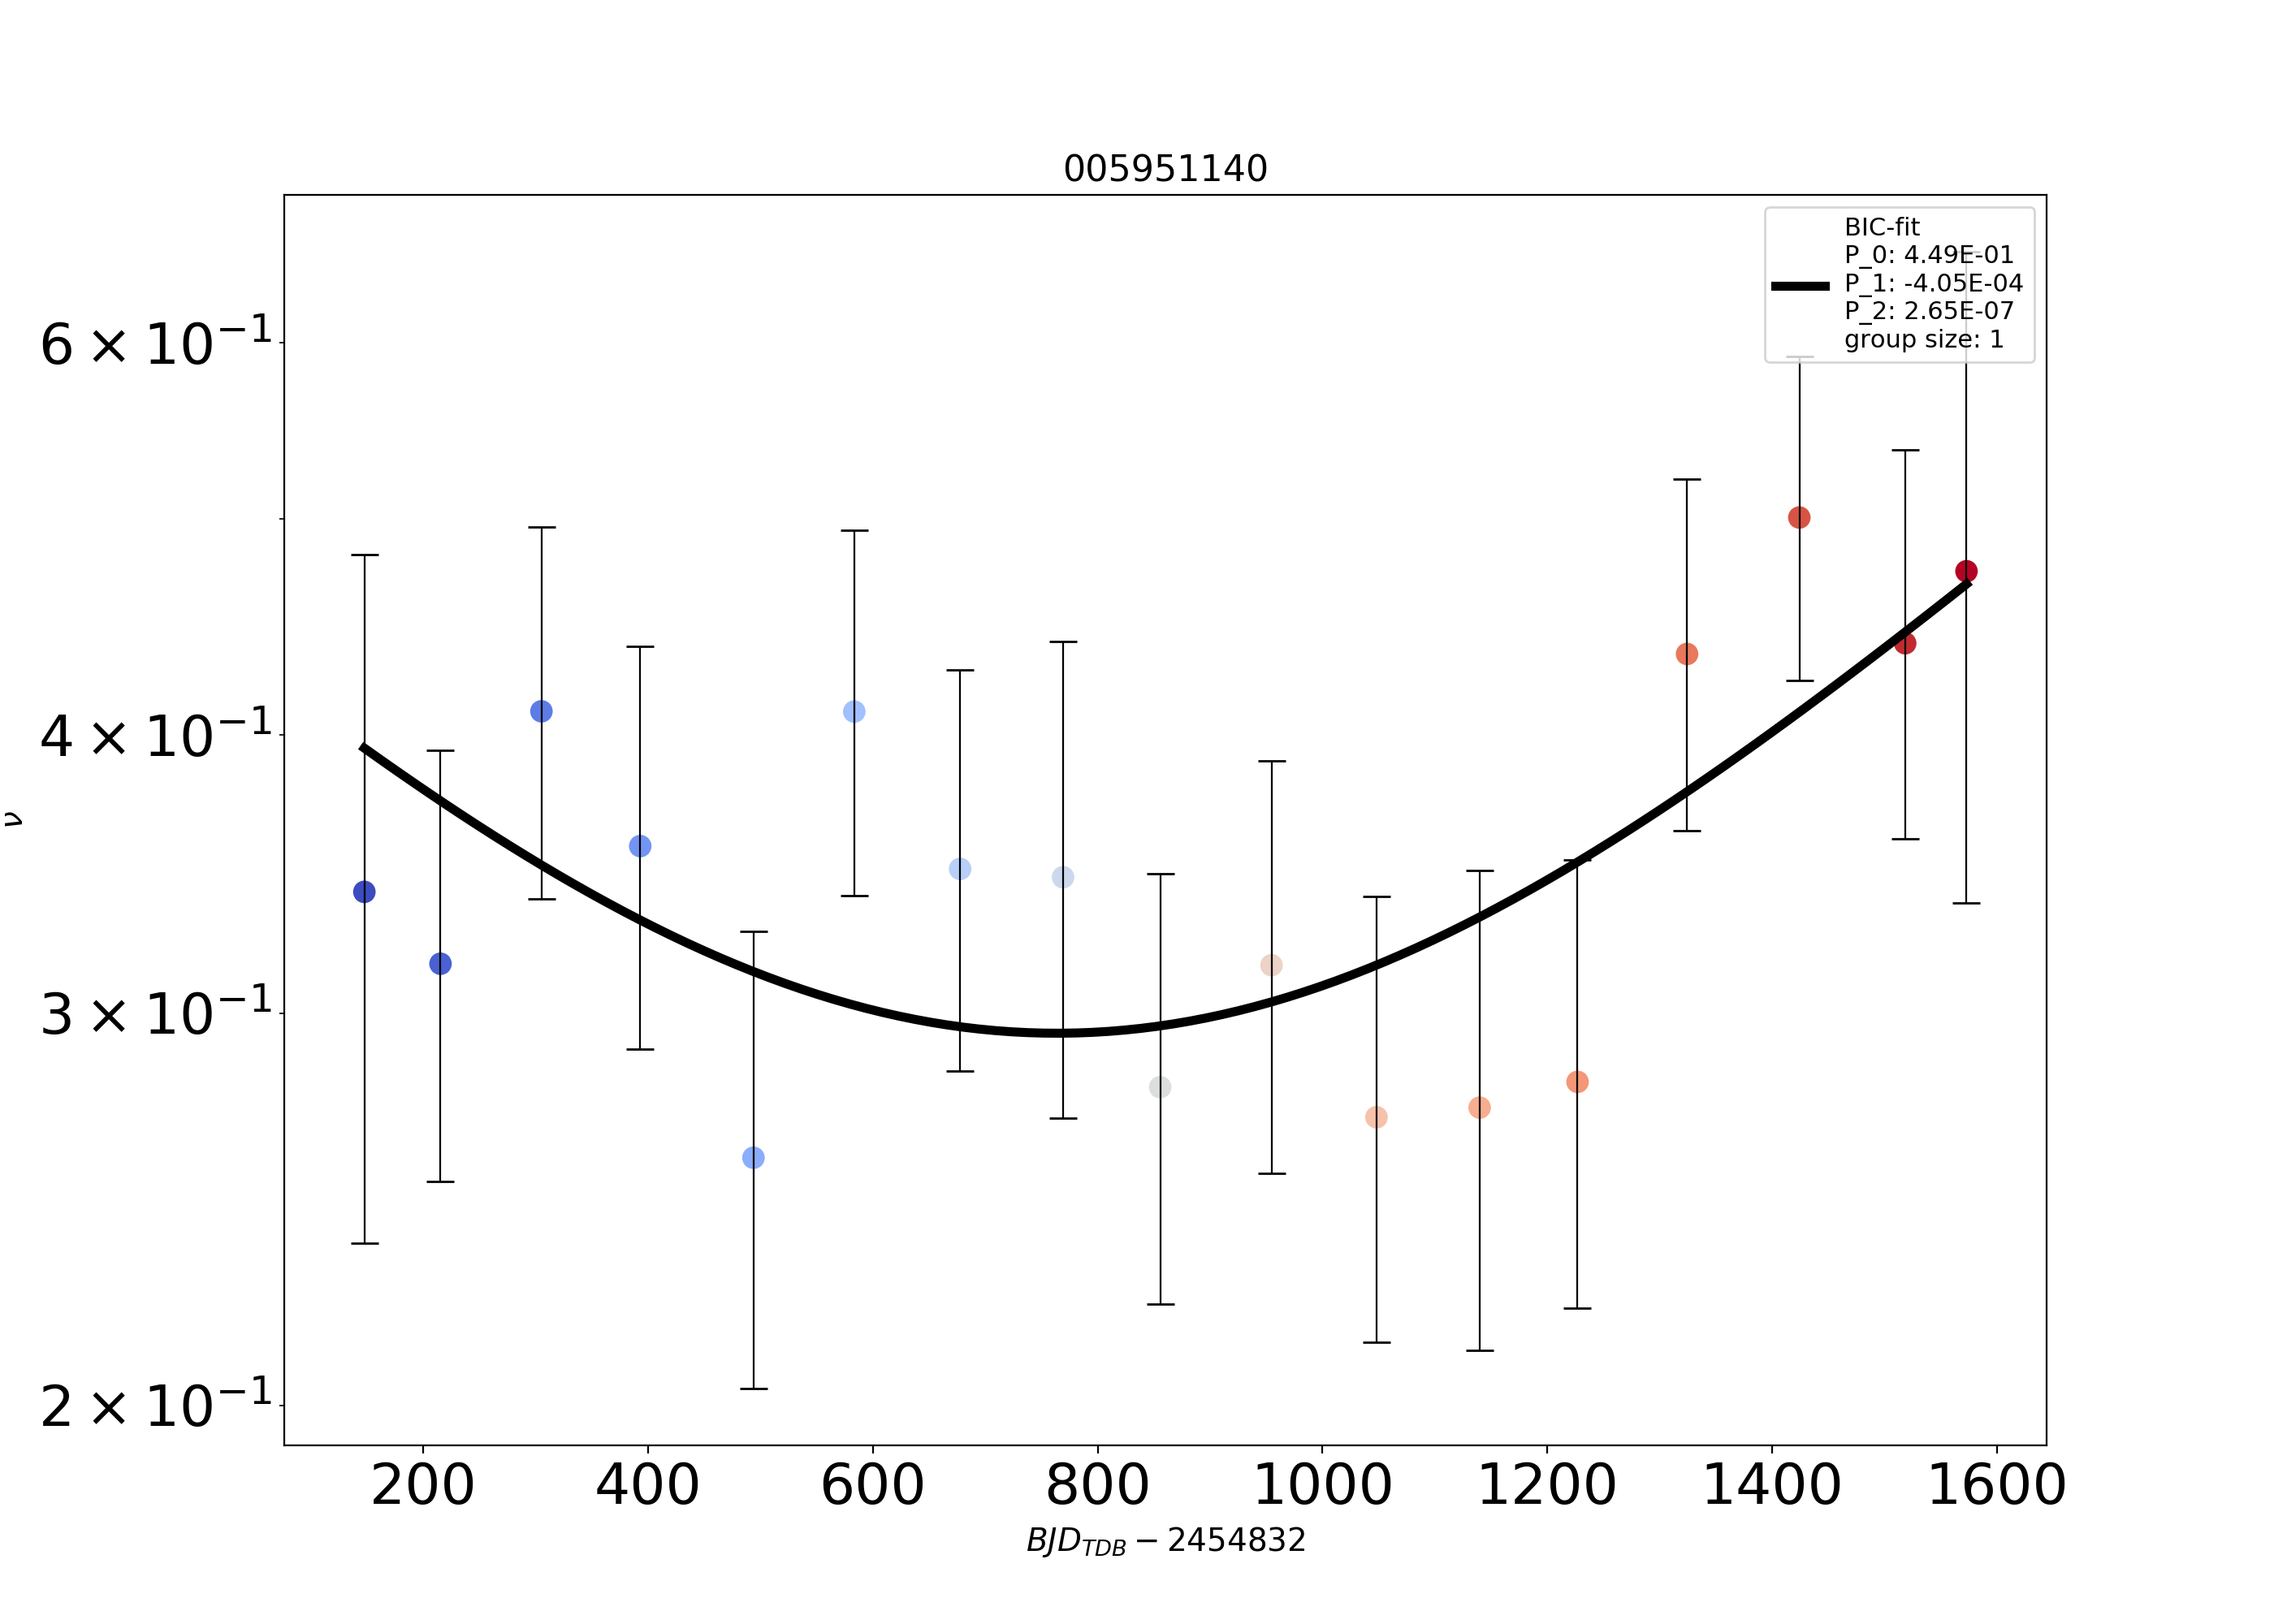 005951140
BIC-fit
P_0: 4.49E-01
P_1: -4.05E-04
P_2: 2.65E-07
group size: 1
6 × 10⁻¹
4 × 10⁻¹
3 × 10⁻¹
2 × 10⁻¹
ν
200 400 600 800 1000 1200 1400 1600
BJD_TDB − 2454832